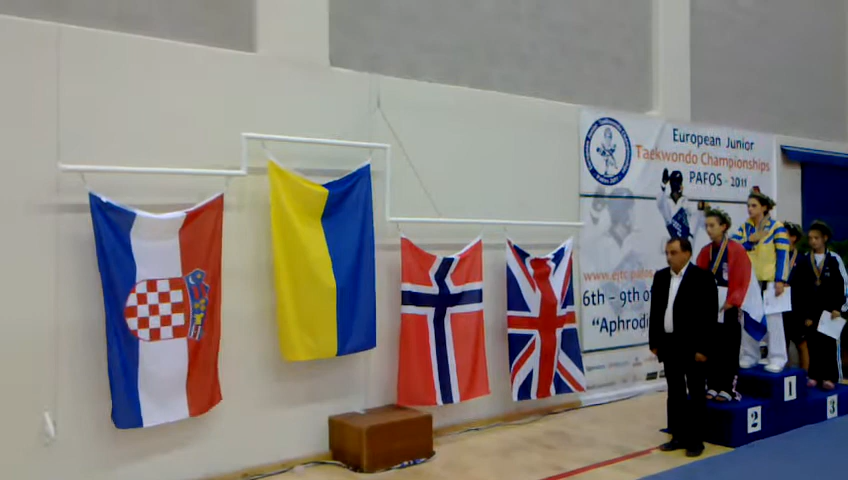 European Junior
Taekwondo Championships
PAFOS - 2011
www.ejtc-pafos
6th - 9th of
"Aphrodi
2
1
3